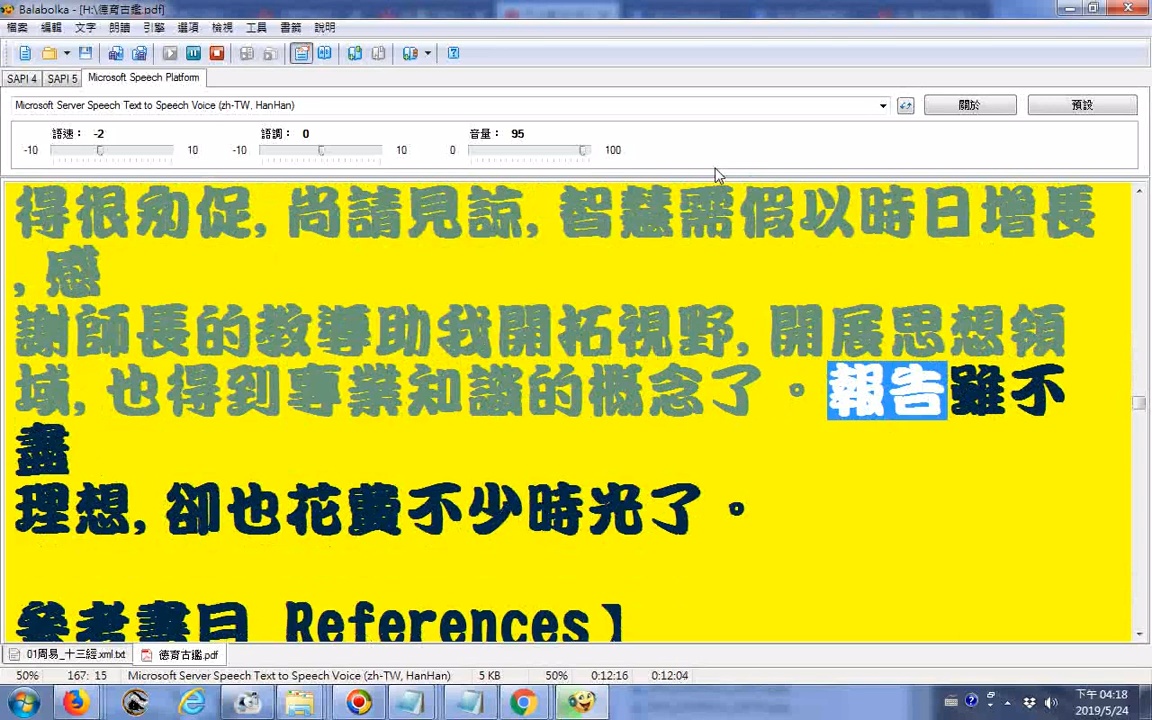 Balabolka - [H:\德育古鑑.pdf]
檔案 編輯 文字 朗讀 引擎 選項 檢視 工具 書籤 說明
SAPI 4 SAPI 5 Microsoft Speech Platform
Microsoft Server Speech Text to Speech Voice (zh-TW, HanHan) 關於 預設
語速： -2 語調： 0 音量： 95
-10 10 -10 10 0 100
得很匆促, 尚請見諒, 智慧需假以時日增長
, 感
謝師長的教導助我開拓視野, 開展思想領
域, 也得到專業知識的概念了。報告雖不
盡
理想, 卻也花費不少時光了。
參考書目 References】
01周易_十三經.xml.txt 德育古鑑.pdf
50% 167: 15 Microsoft Server Speech Text to Speech Voice (zh-TW, HanHan) 5 KB 50% 0:12:16 0:12:04
下午 04:18
2019/5/24